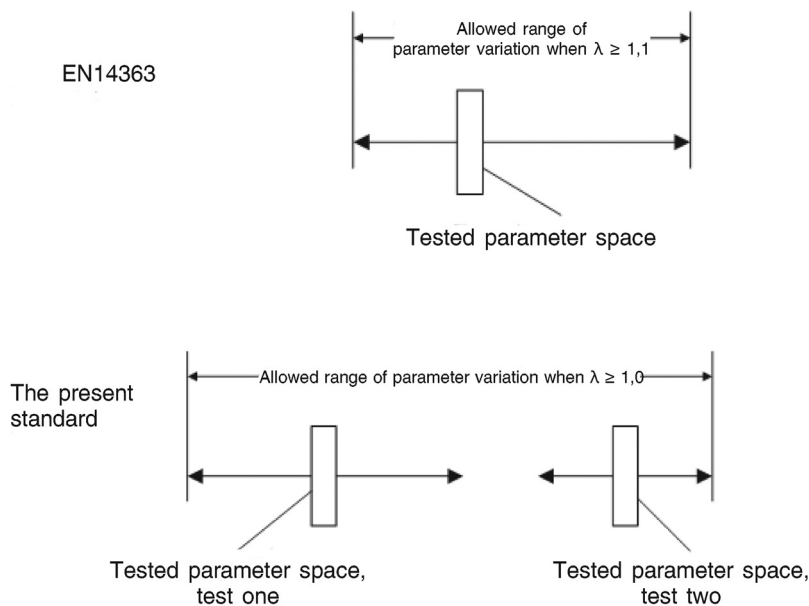 Allowed range of
parameter variation when λ ≥ 1,1
EN14363
Tested parameter space
Allowed range of parameter variation when λ ≥ 1,0
The present
standard
Tested parameter space,
test one
Tested parameter space,
test two